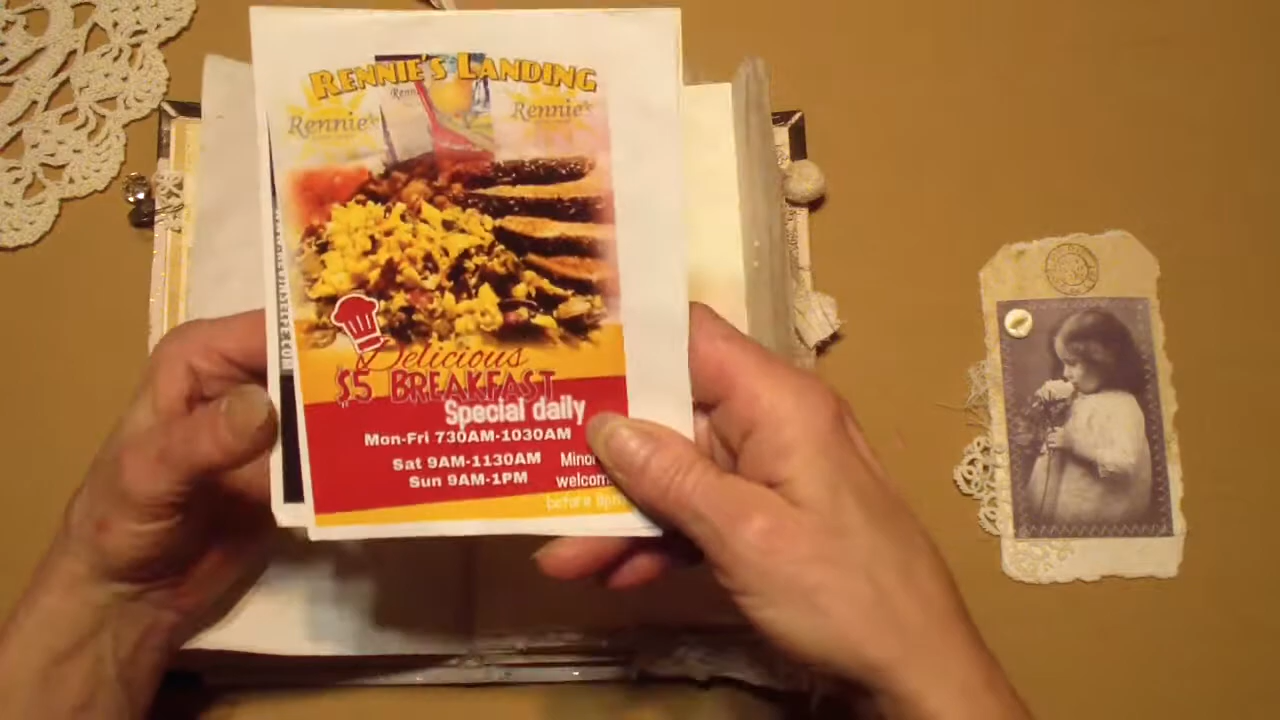 RENNIE'S LANDING
Rennie's
Rennie's
Delicious
$5 BREAKFAST
Special daily
Mon-Fri 730AM-1030AM
Sat 9AM-1130AM
Sun 9AM-1PM
before